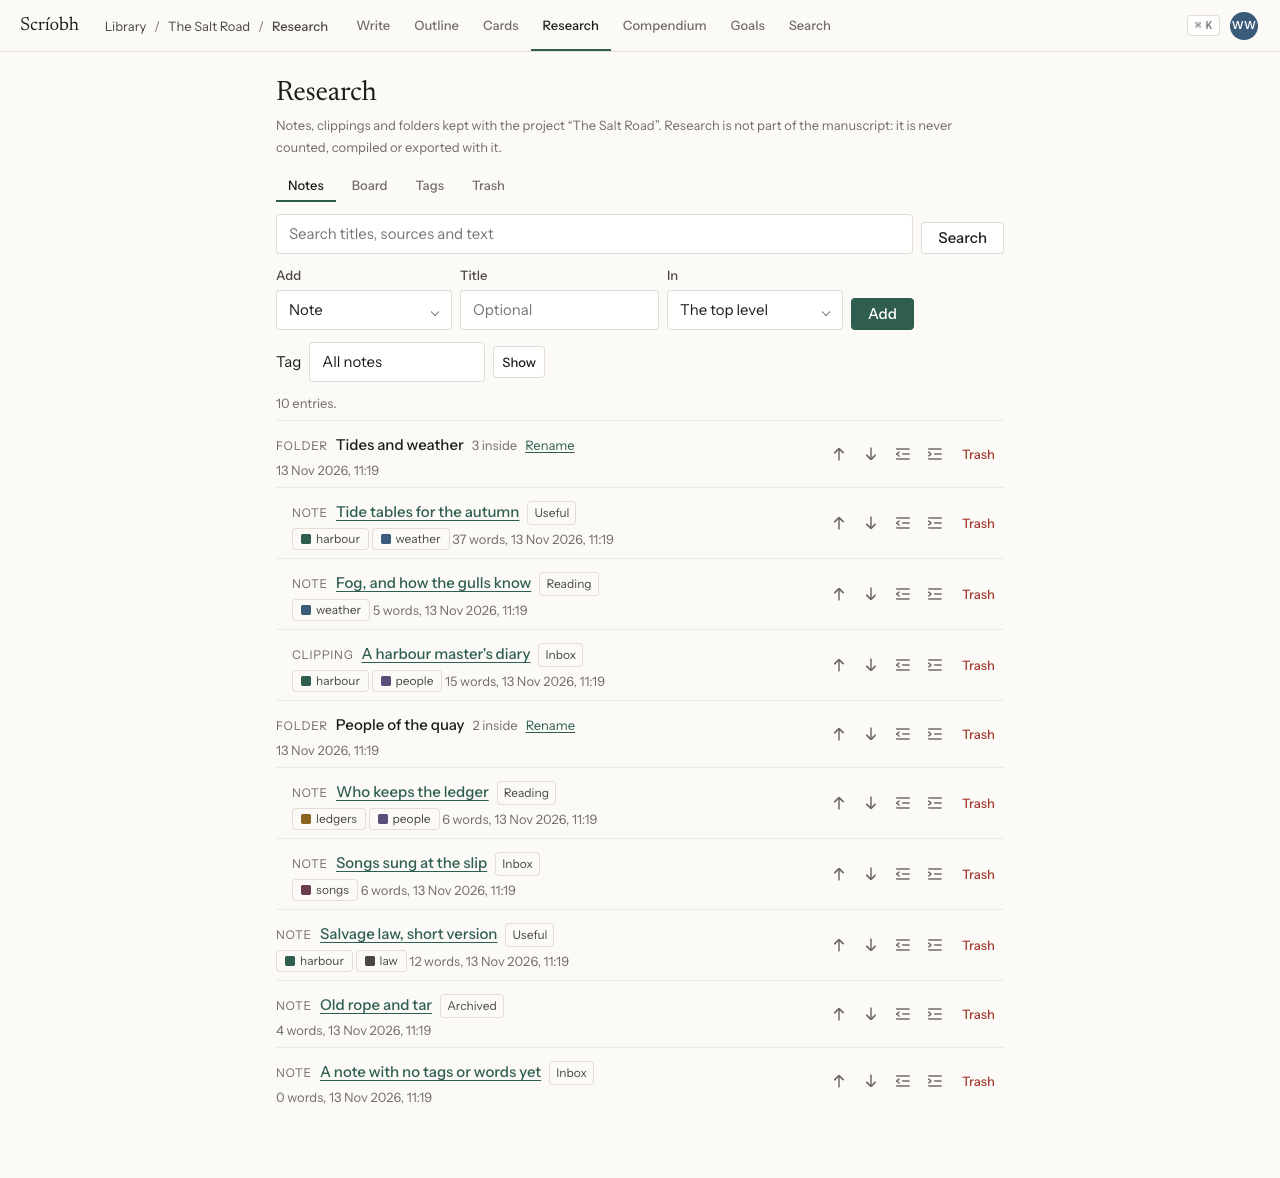 Scríobh Library / The Salt Road / Research Write Outline Cards Research Compendium Goals Search ⌘ K WW
Research
Notes, clippings and folders kept with the project “The Salt Road”. Research is not part of the manuscript: it is never
counted, compiled or exported with it.
Notes Board Tags Trash
Search titles, sources and text Search
Add Title In
Note Optional The top level Add
Tag All notes Show
10 entries.
FOLDER Tides and weather 3 inside Rename Trash
13 Nov 2026, 11:19
NOTE Tide tables for the autumn Useful Trash
harbour weather 37 words, 13 Nov 2026, 11:19
NOTE Fog, and how the gulls know Reading Trash
weather 5 words, 13 Nov 2026, 11:19
CLIPPING A harbour master's diary Inbox Trash
harbour people 15 words, 13 Nov 2026, 11:19
FOLDER People of the quay 2 inside Rename Trash
13 Nov 2026, 11:19
NOTE Who keeps the ledger Reading Trash
ledgers people 6 words, 13 Nov 2026, 11:19
NOTE Songs sung at the slip Inbox Trash
songs 6 words, 13 Nov 2026, 11:19
NOTE Salvage law, short version Useful Trash
harbour law 12 words, 13 Nov 2026, 11:19
NOTE Old rope and tar Archived Trash
4 words, 13 Nov 2026, 11:19
NOTE A note with no tags or words yet Inbox Trash
0 words, 13 Nov 2026, 11:19